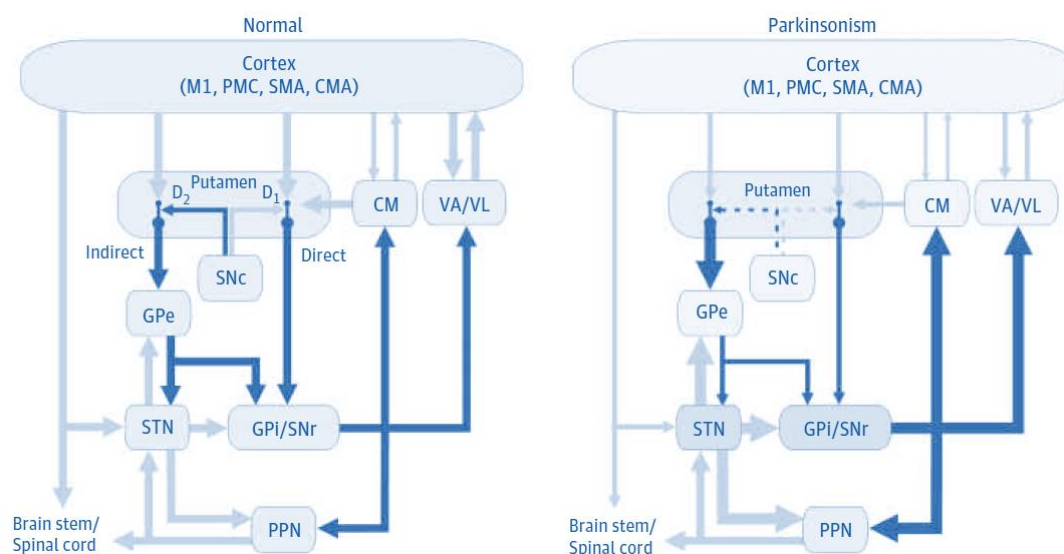 Normal
Cortex
(M1, PMC, SMA, CMA)
Putamen
D2
D1
CM
VA/VL
Indirect
SNc
Direct
GPe
STN
GPi/SNr
Brain stem/
Spinal cord
PPN
Parkinsonism
Cortex
(M1, PMC, SMA, CMA)
Putamen
CM
VA/VL
SNc
GPe
STN
GPi/SNr
Brain stem/
Spinal cord
PPN